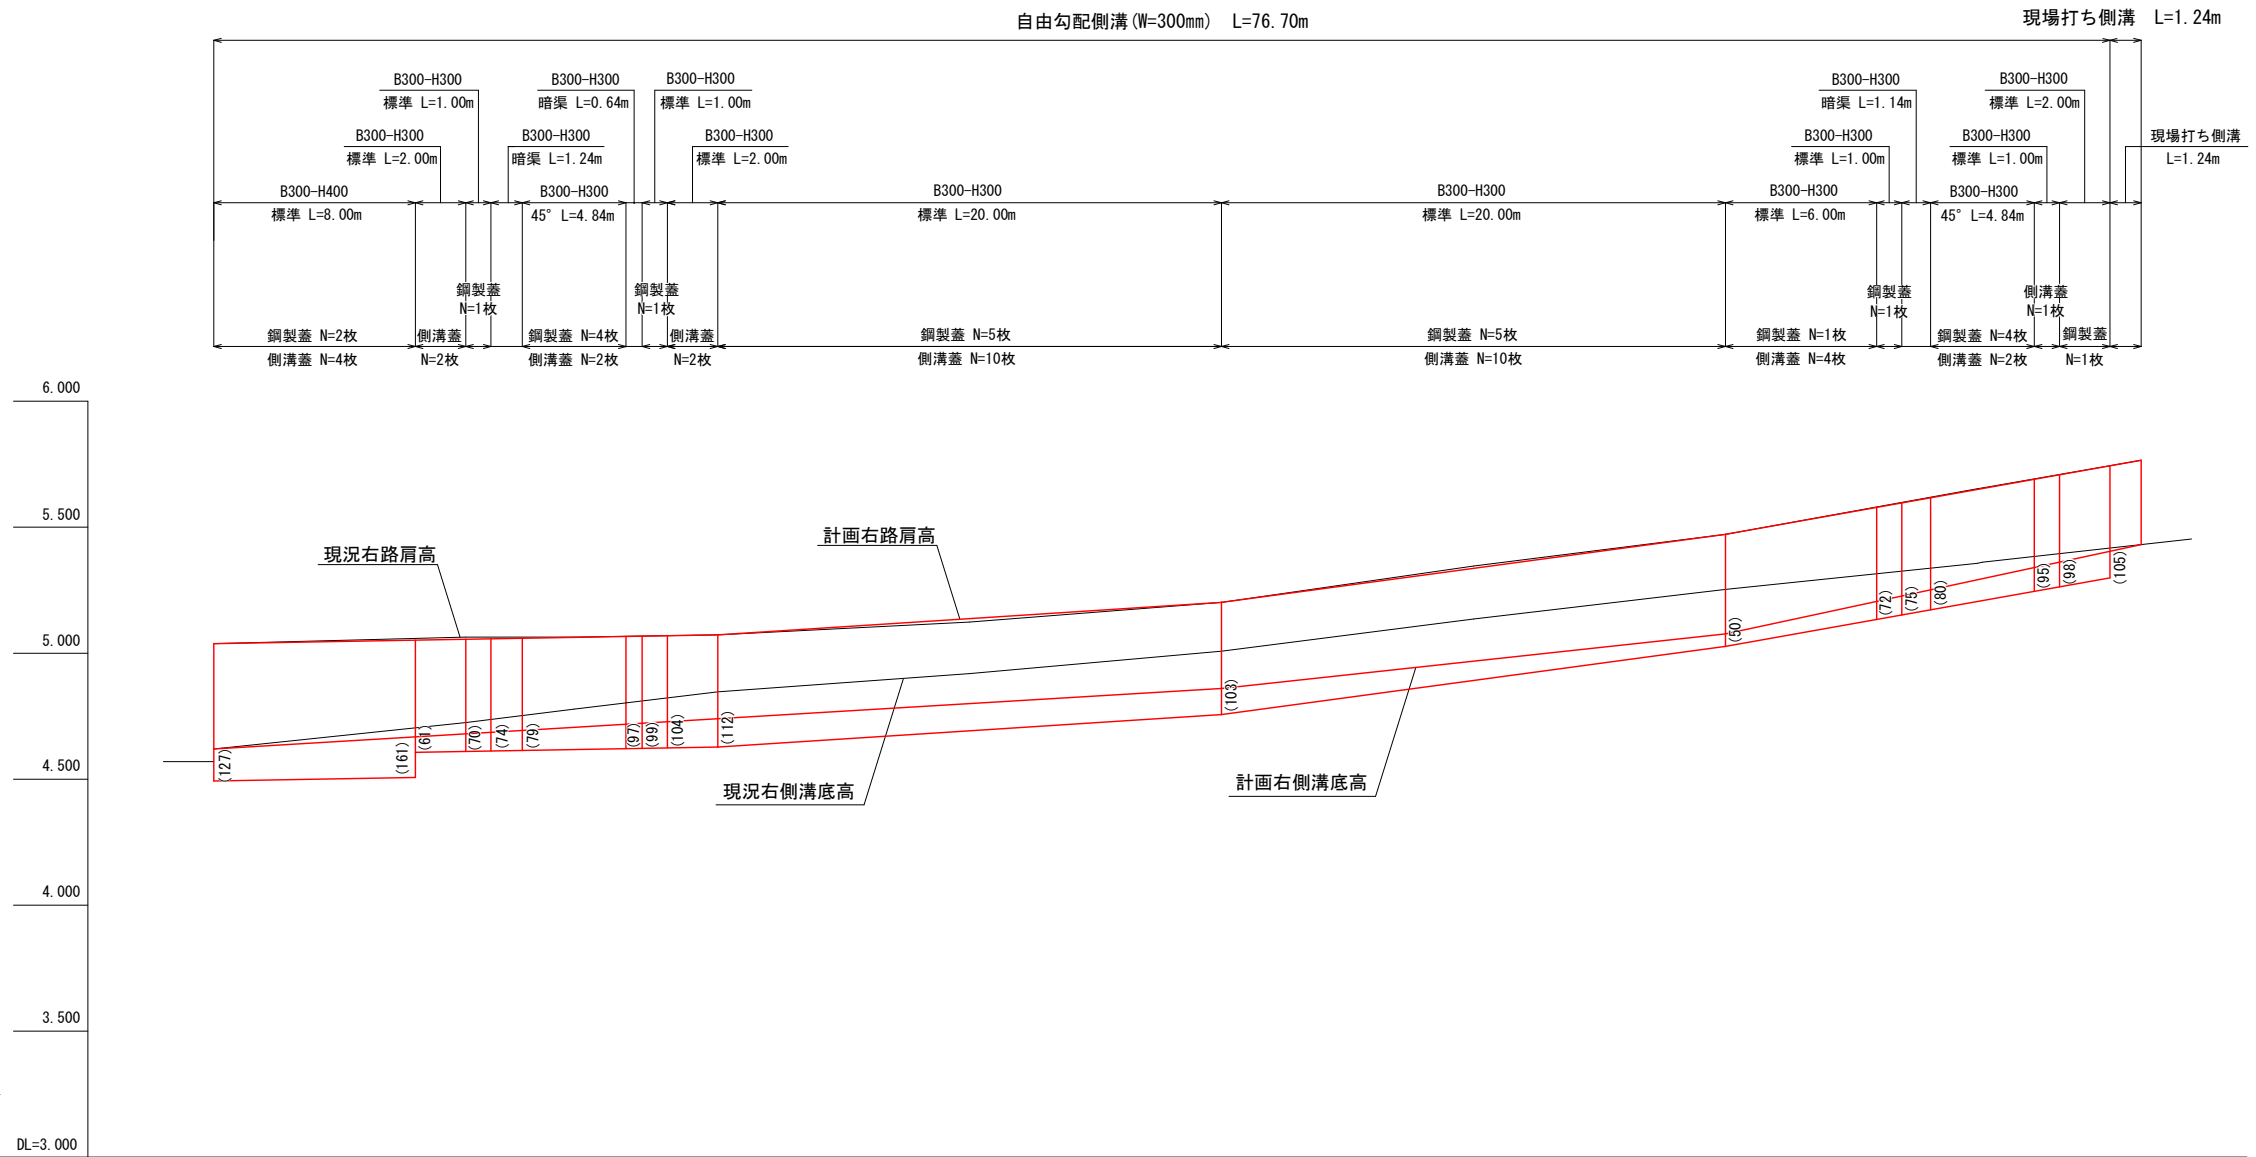 自由勾配側溝(W=300mm) L=76.70m
現場打ち側溝 L=1.24m
B300-H300
標準 L=1.00m
B300-H300
暗渠 L=0.64m
B300-H300
標準 L=1.00m
B300-H300
暗渠 L=1.14m
B300-H300
標準 L=2.00m
B300-H300
標準 L=2.00m
B300-H300
暗渠 L=1.24m
B300-H300
標準 L=2.00m
B300-H300
標準 L=1.00m
B300-H300
標準 L=1.00m
現場打ち側溝
L=1.24m
B300-H400
標準 L=8.00m
B300-H300
45° L=4.84m
B300-H300
標準 L=20.00m
B300-H300
標準 L=20.00m
B300-H300
標準 L=6.00m
B300-H300
45° L=4.84m
鋼製蓋
N=1枚
鋼製蓋
N=1枚
鋼製蓋
N=1枚
側溝蓋
N=1枚
鋼製蓋 N=2枚
側溝蓋 N=4枚
側溝蓋
N=2枚
鋼製蓋 N=4枚
側溝蓋 N=2枚
側溝蓋
N=2枚
鋼製蓋 N=5枚
側溝蓋 N=10枚
鋼製蓋 N=5枚
側溝蓋 N=10枚
鋼製蓋 N=1枚
側溝蓋 N=4枚
鋼製蓋 N=4枚
側溝蓋 N=2枚
鋼製蓋
N=1枚
6.000
5.500
5.000
4.500
4.000
3.500
DL=3.000
現況右路肩高
計画右路肩高
現況右側溝底高
計画右側溝底高
(127)
(161)
(61)
(70)
(74)
(79)
(97)
(99)
(104)
(112)
(103)
(50)
(72)
(75)
(80)
(95)
(98)
(105)